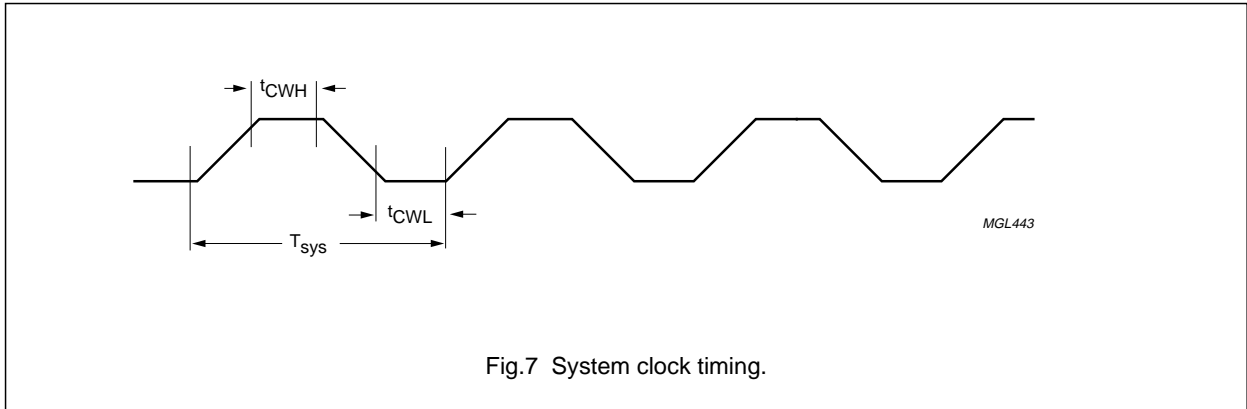 tCWH
tCWL
Tsys
MGL443
Fig.7 System clock timing.